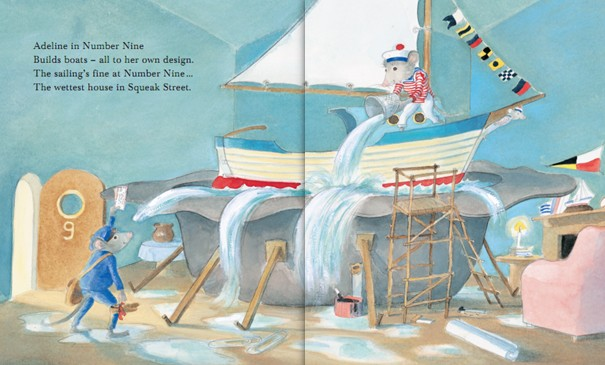 Adeline in Number Nine
Builds boats – all to her own design.
The sailing's fine at Number Nine...
The wettest house in Squeak Street.
9